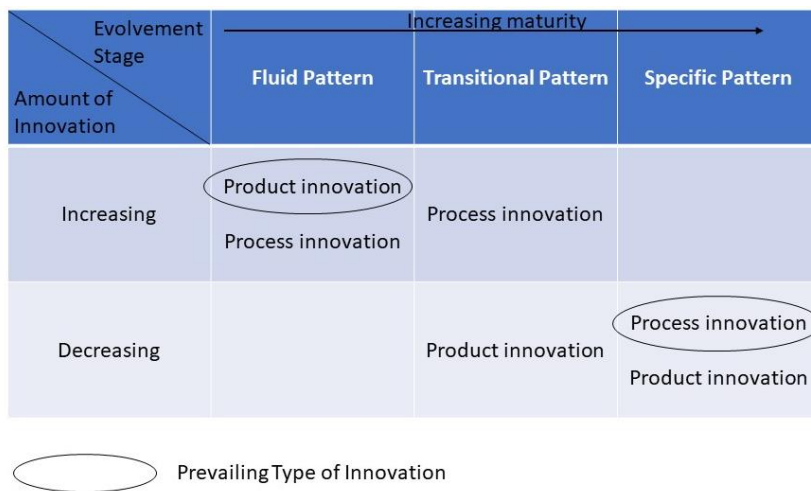 Evolvement
Stage
Increasing maturity
Amount of
Innovation
Fluid Pattern
Transitional Pattern
Specific Pattern
Increasing
Product innovation
Process innovation
Process innovation
Decreasing
Product innovation
Process innovation
Product innovation
Prevailing Type of Innovation